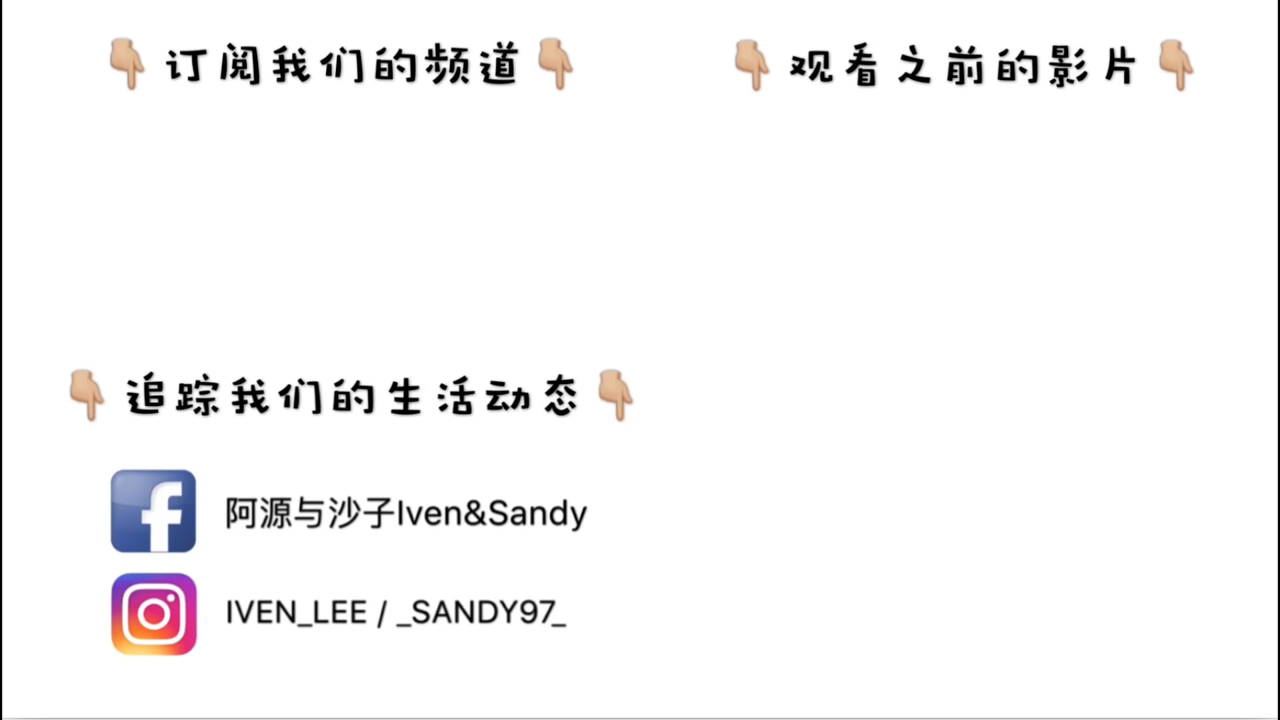 👇🏼订阅我们的频道👇🏼
👇🏼观看之前的影片👇🏼
👇🏼追踪我们的生活动态👇🏼
阿源与沙子Iven&Sandy
IVEN_LEE / _SANDY97_